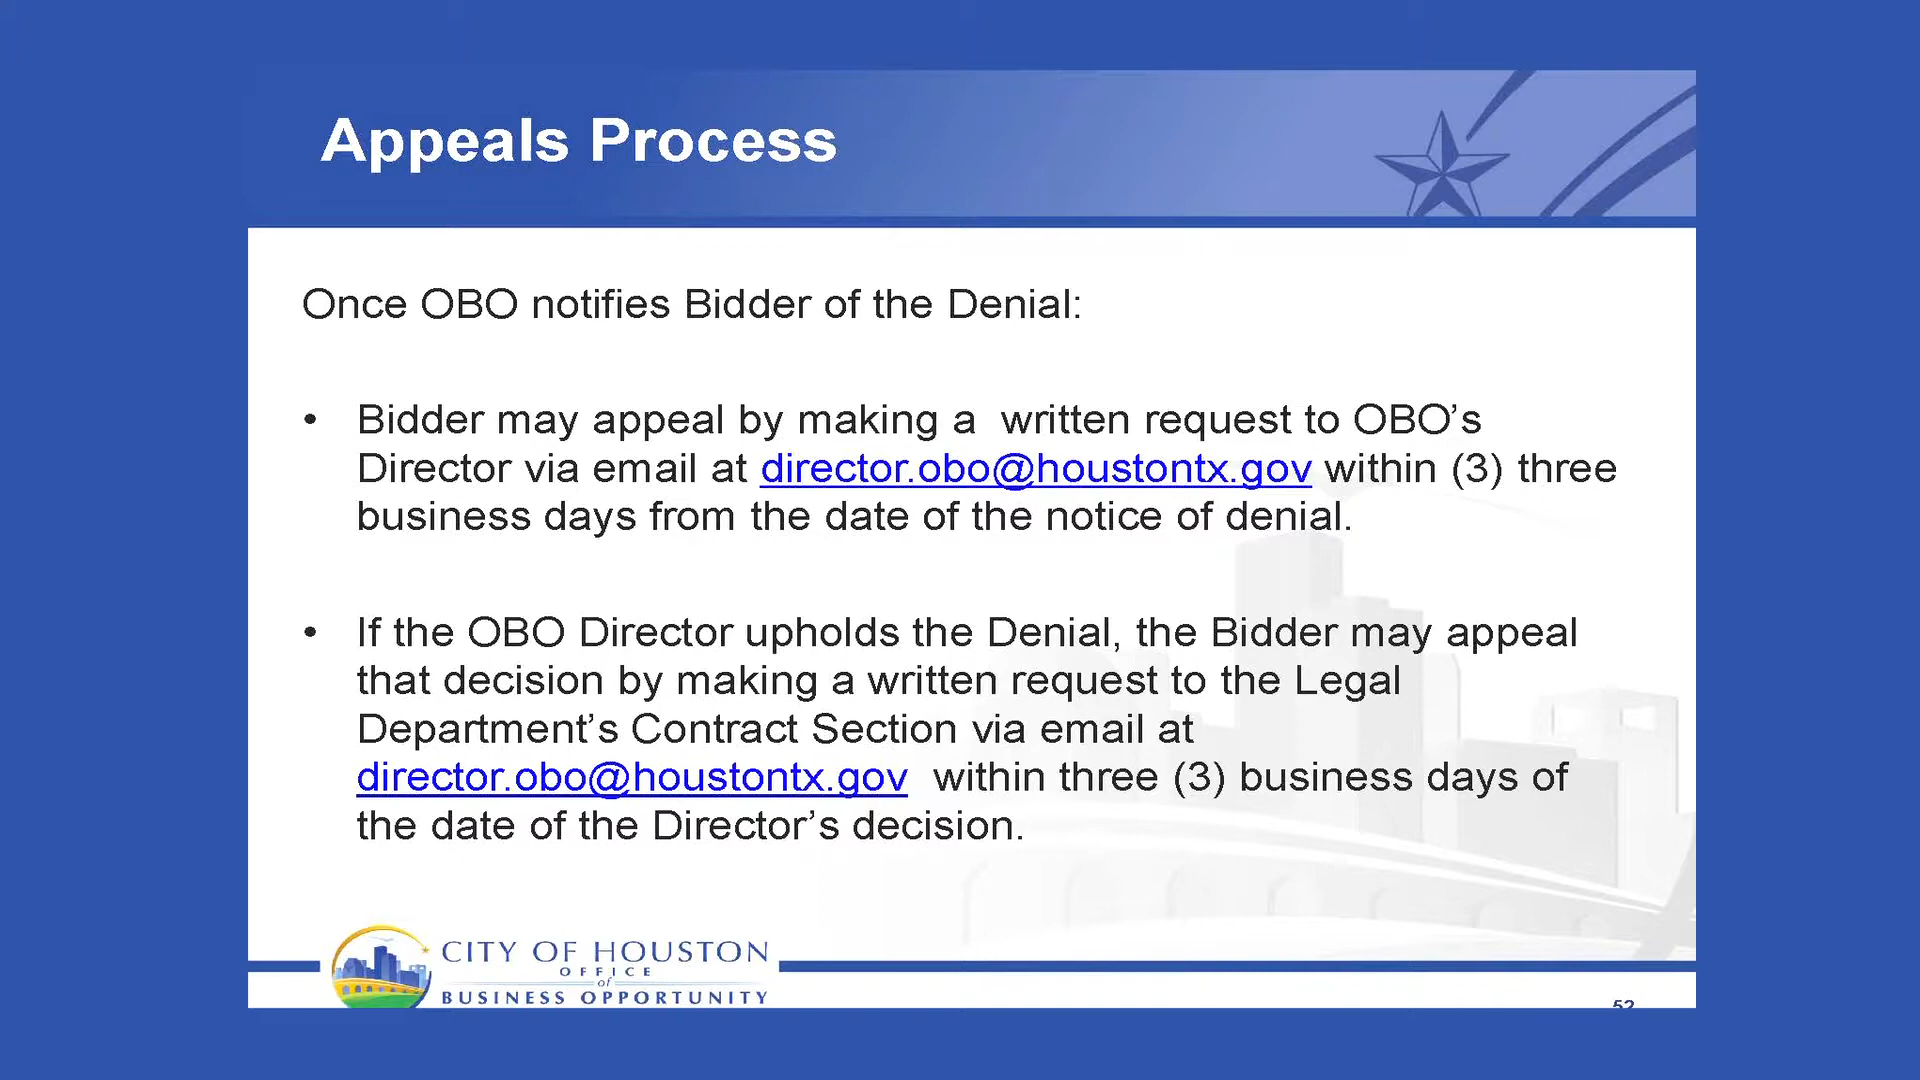 Appeals Process
Once OBO notifies Bidder of the Denial:
• Bidder may appeal by making a written request to OBO’s
Director via email at director.obo@houstontx.gov within (3) three
business days from the date of the notice of denial.
• If the OBO Director upholds the Denial, the Bidder may appeal
that decision by making a written request to the Legal
Department’s Contract Section via email at
director.obo@houstontx.gov within three (3) business days of
the date of the Director’s decision.
CITY OF HOUSTON
OFFICE
of
BUSINESS OPPORTUNITY
52